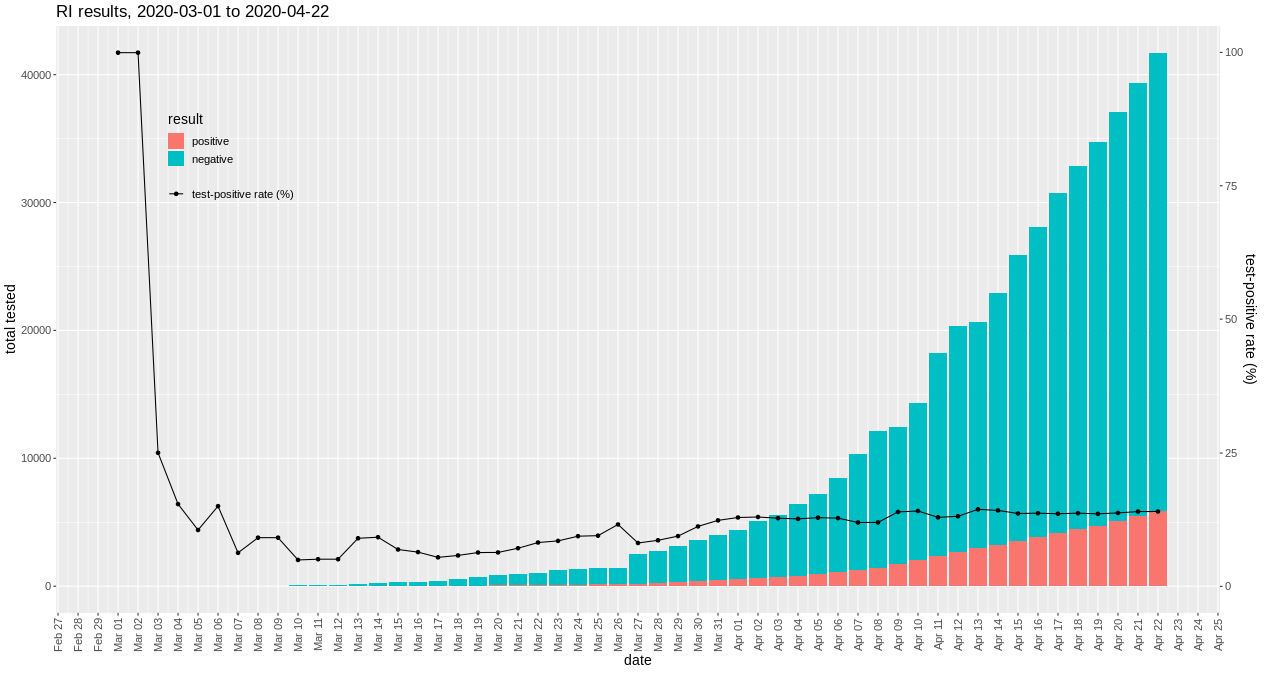 RI results, 2020-03-01 to 2020-04-22
result
positive
negative
test-positive rate (%)
total tested
40000
30000
20000
10000
0
test-positive rate (%)
100
75
50
25
0
Feb 27
Feb 28
Feb 29
Mar 01
Mar 02
Mar 03
Mar 04
Mar 05
Mar 06
Mar 07
Mar 08
Mar 09
Mar 10
Mar 11
Mar 12
Mar 13
Mar 14
Mar 15
Mar 16
Mar 17
Mar 18
Mar 19
Mar 20
Mar 21
Mar 22
Mar 23
Mar 24
Mar 25
Mar 26
Mar 27
Mar 28
Mar 29
Mar 30
Mar 31
Apr 01
Apr 02
Apr 03
Apr 04
Apr 05
Apr 06
Apr 07
Apr 08
Apr 09
Apr 10
Apr 11
Apr 12
Apr 13
Apr 14
Apr 15
Apr 16
Apr 17
Apr 18
Apr 19
Apr 20
Apr 21
Apr 22
Apr 23
Apr 24
Apr 25
date